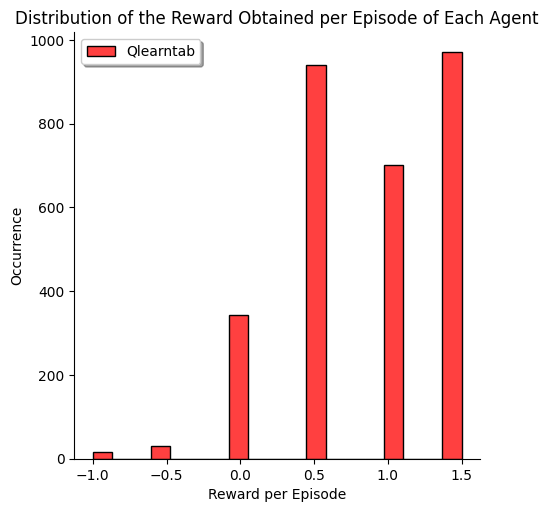 Distribution of the Reward Obtained per Episode of Each Agent
Qlearntab
1000
800
600
400
200
0
Occurrence
−1.0 −0.5 0.0 0.5 1.0 1.5
Reward per Episode